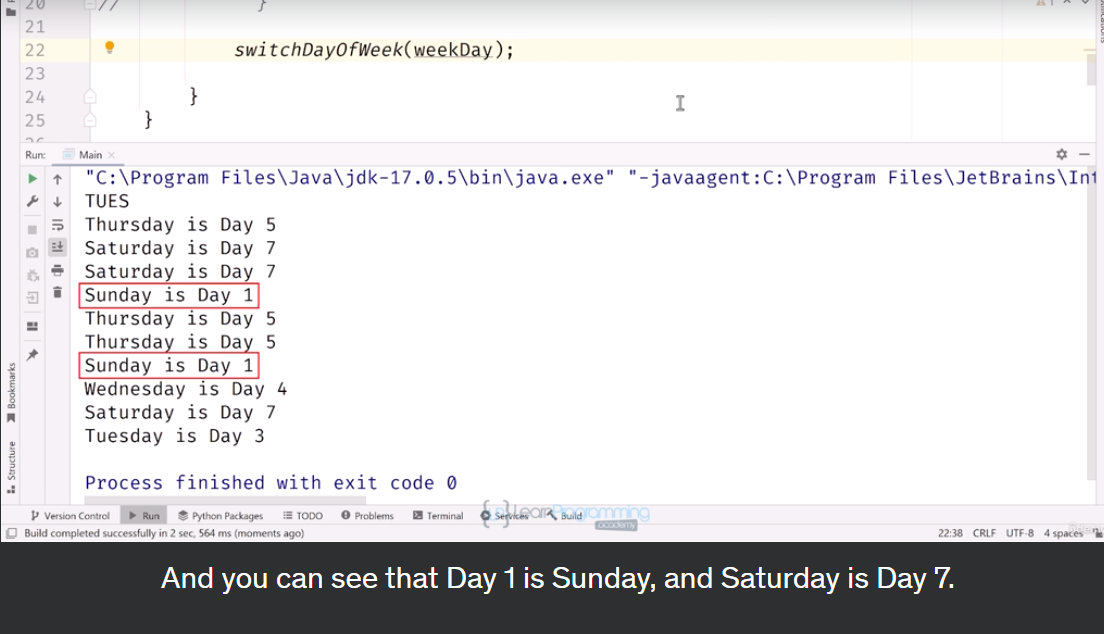 20 // }
21
22 switchDayOfWeek(weekDay);
23
24 }
25 }
Run: Main
"C:\Program Files\Java\jdk-17.0.5\bin\java.exe" "-javaagent:C:\Program Files\JetBrains\Int
TUES
Thursday is Day 5
Saturday is Day 7
Saturday is Day 7
Sunday is Day 1
Thursday is Day 5
Thursday is Day 5
Sunday is Day 1
Wednesday is Day 4
Saturday is Day 7
Tuesday is Day 3
Process finished with exit code 0
Bookmarks
Structure
Version Control Run Python Packages TODO Problems Terminal Services Build
LearnProgramming
academy
Build completed successfully in 2 sec, 564 ms (moments ago) 22:38 CRLF UTF-8 4 spaces
And you can see that Day 1 is Sunday, and Saturday is Day 7.